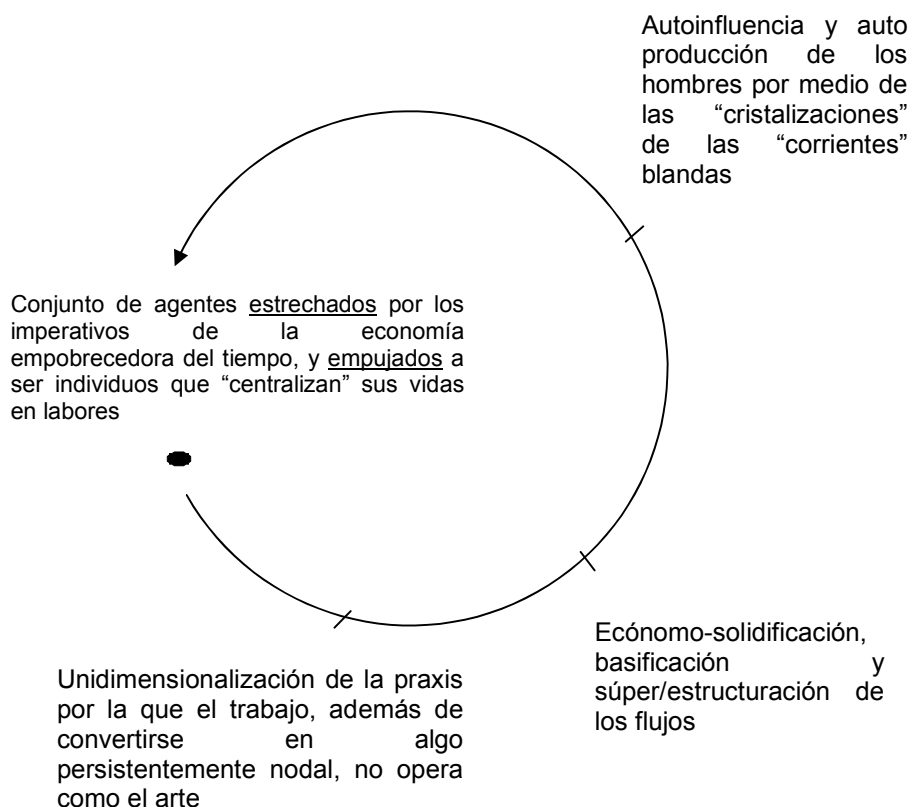 Autoinfluencia y auto
producción de los
hombres por medio de
las “cristalizaciones”
de las “corrientes”
blandas
Conjunto de agentes estrechados por los
imperativos de la economía
empobrecedora del tiempo, y empujados a
ser individuos que “centralizan” sus vidas
en labores
Ecónomo-solidificación,
basificación y
súper/estructuración de
los flujos
Unidimensionalización de la praxis
por la que el trabajo, además de
convertirse en algo
persistentemente nodal, no opera
como el arte